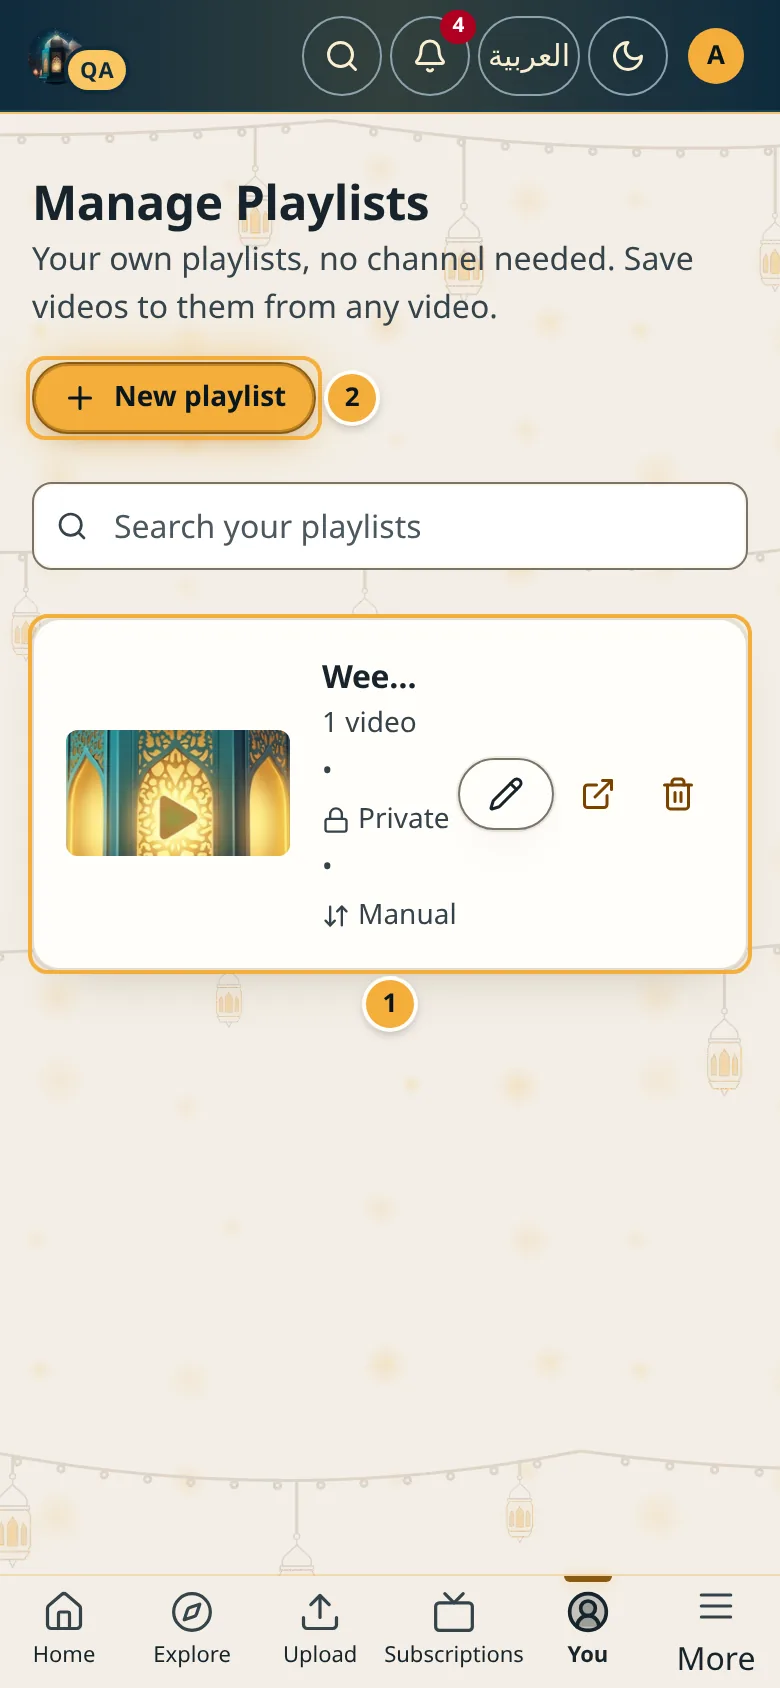 QA
4
العربية
A
Manage Playlists
Your own playlists, no channel needed. Save
videos to them from any video.
New playlist
2
Search your playlists
Wee...
1 video
•
Private
•
Manual
1
Home
Explore
Upload
Subscriptions
You
More